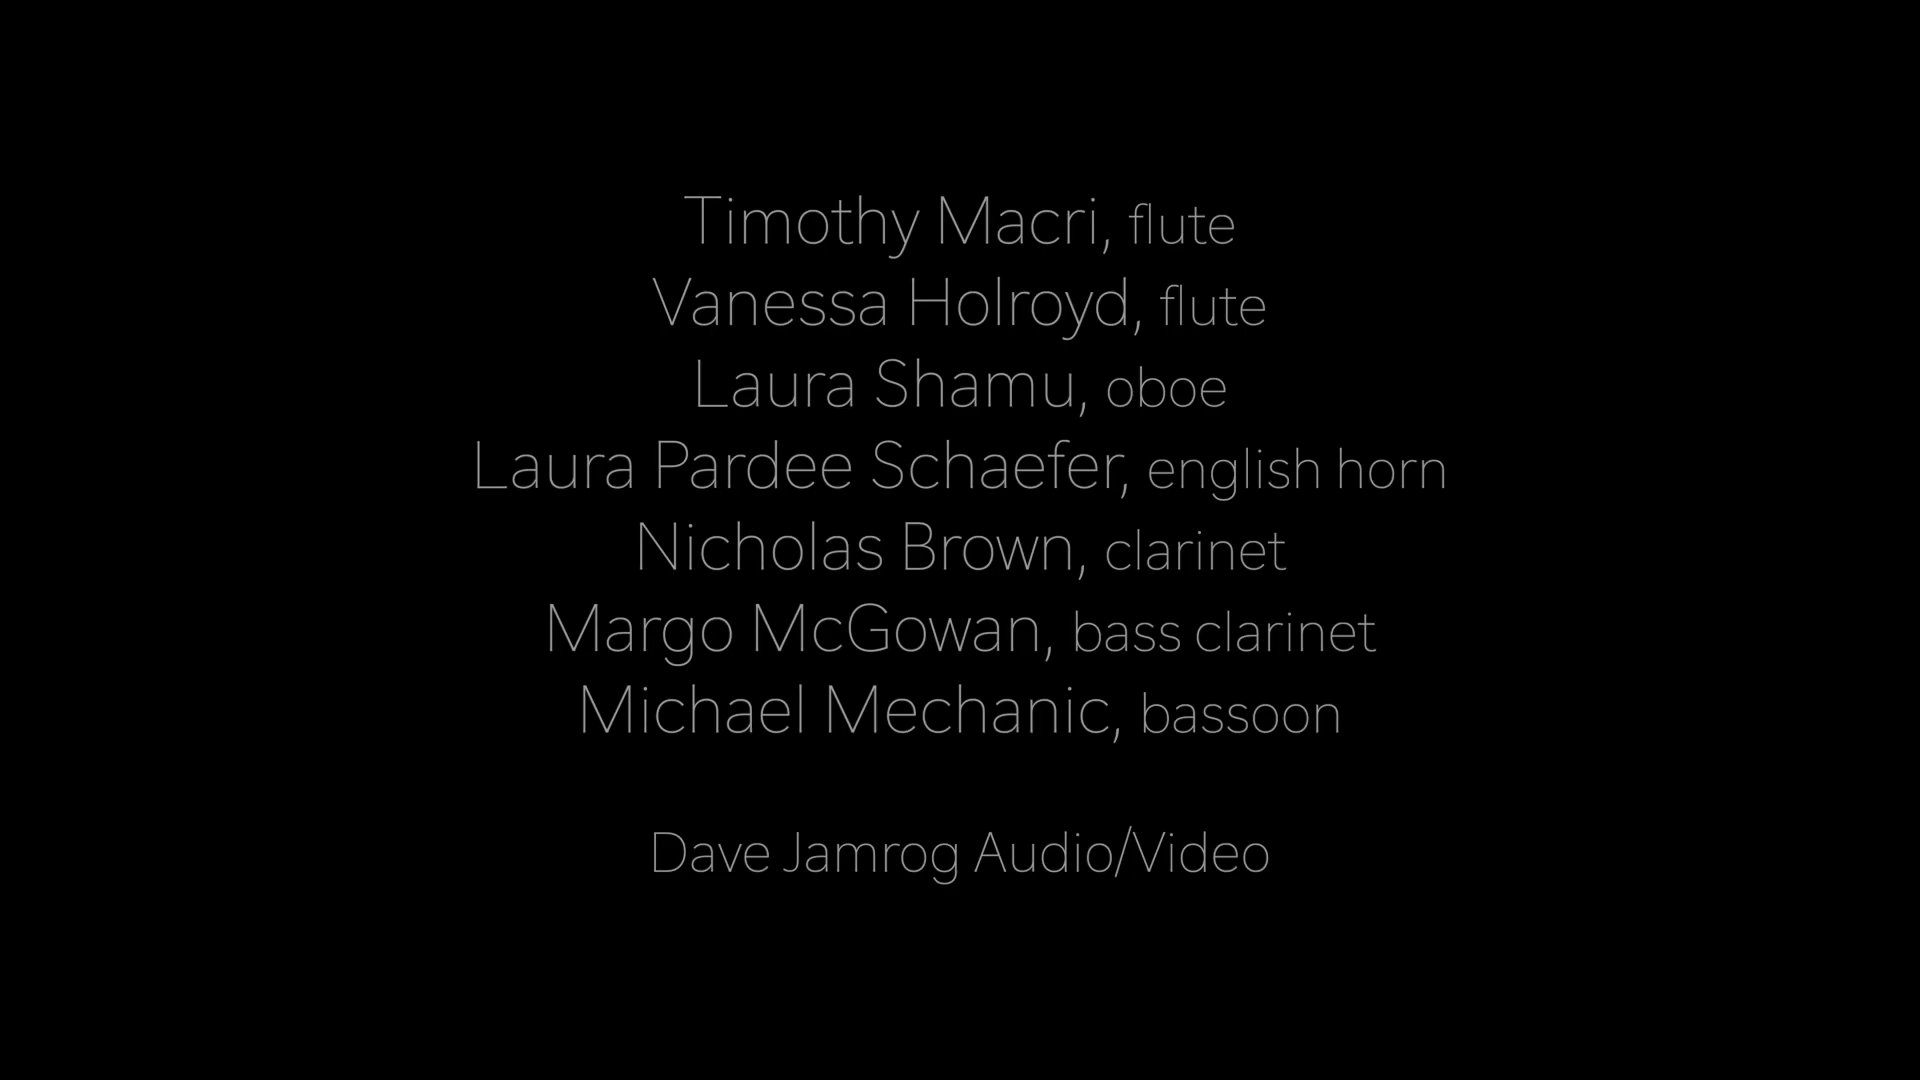 Timothy Macri, flute
Vanessa Holroyd, flute
Laura Shamu, oboe
Laura Pardee Schaefer, english horn
Nicholas Brown, clarinet
Margo McGowan, bass clarinet
Michael Mechanic, bassoon
Dave Jamrog Audio/Video